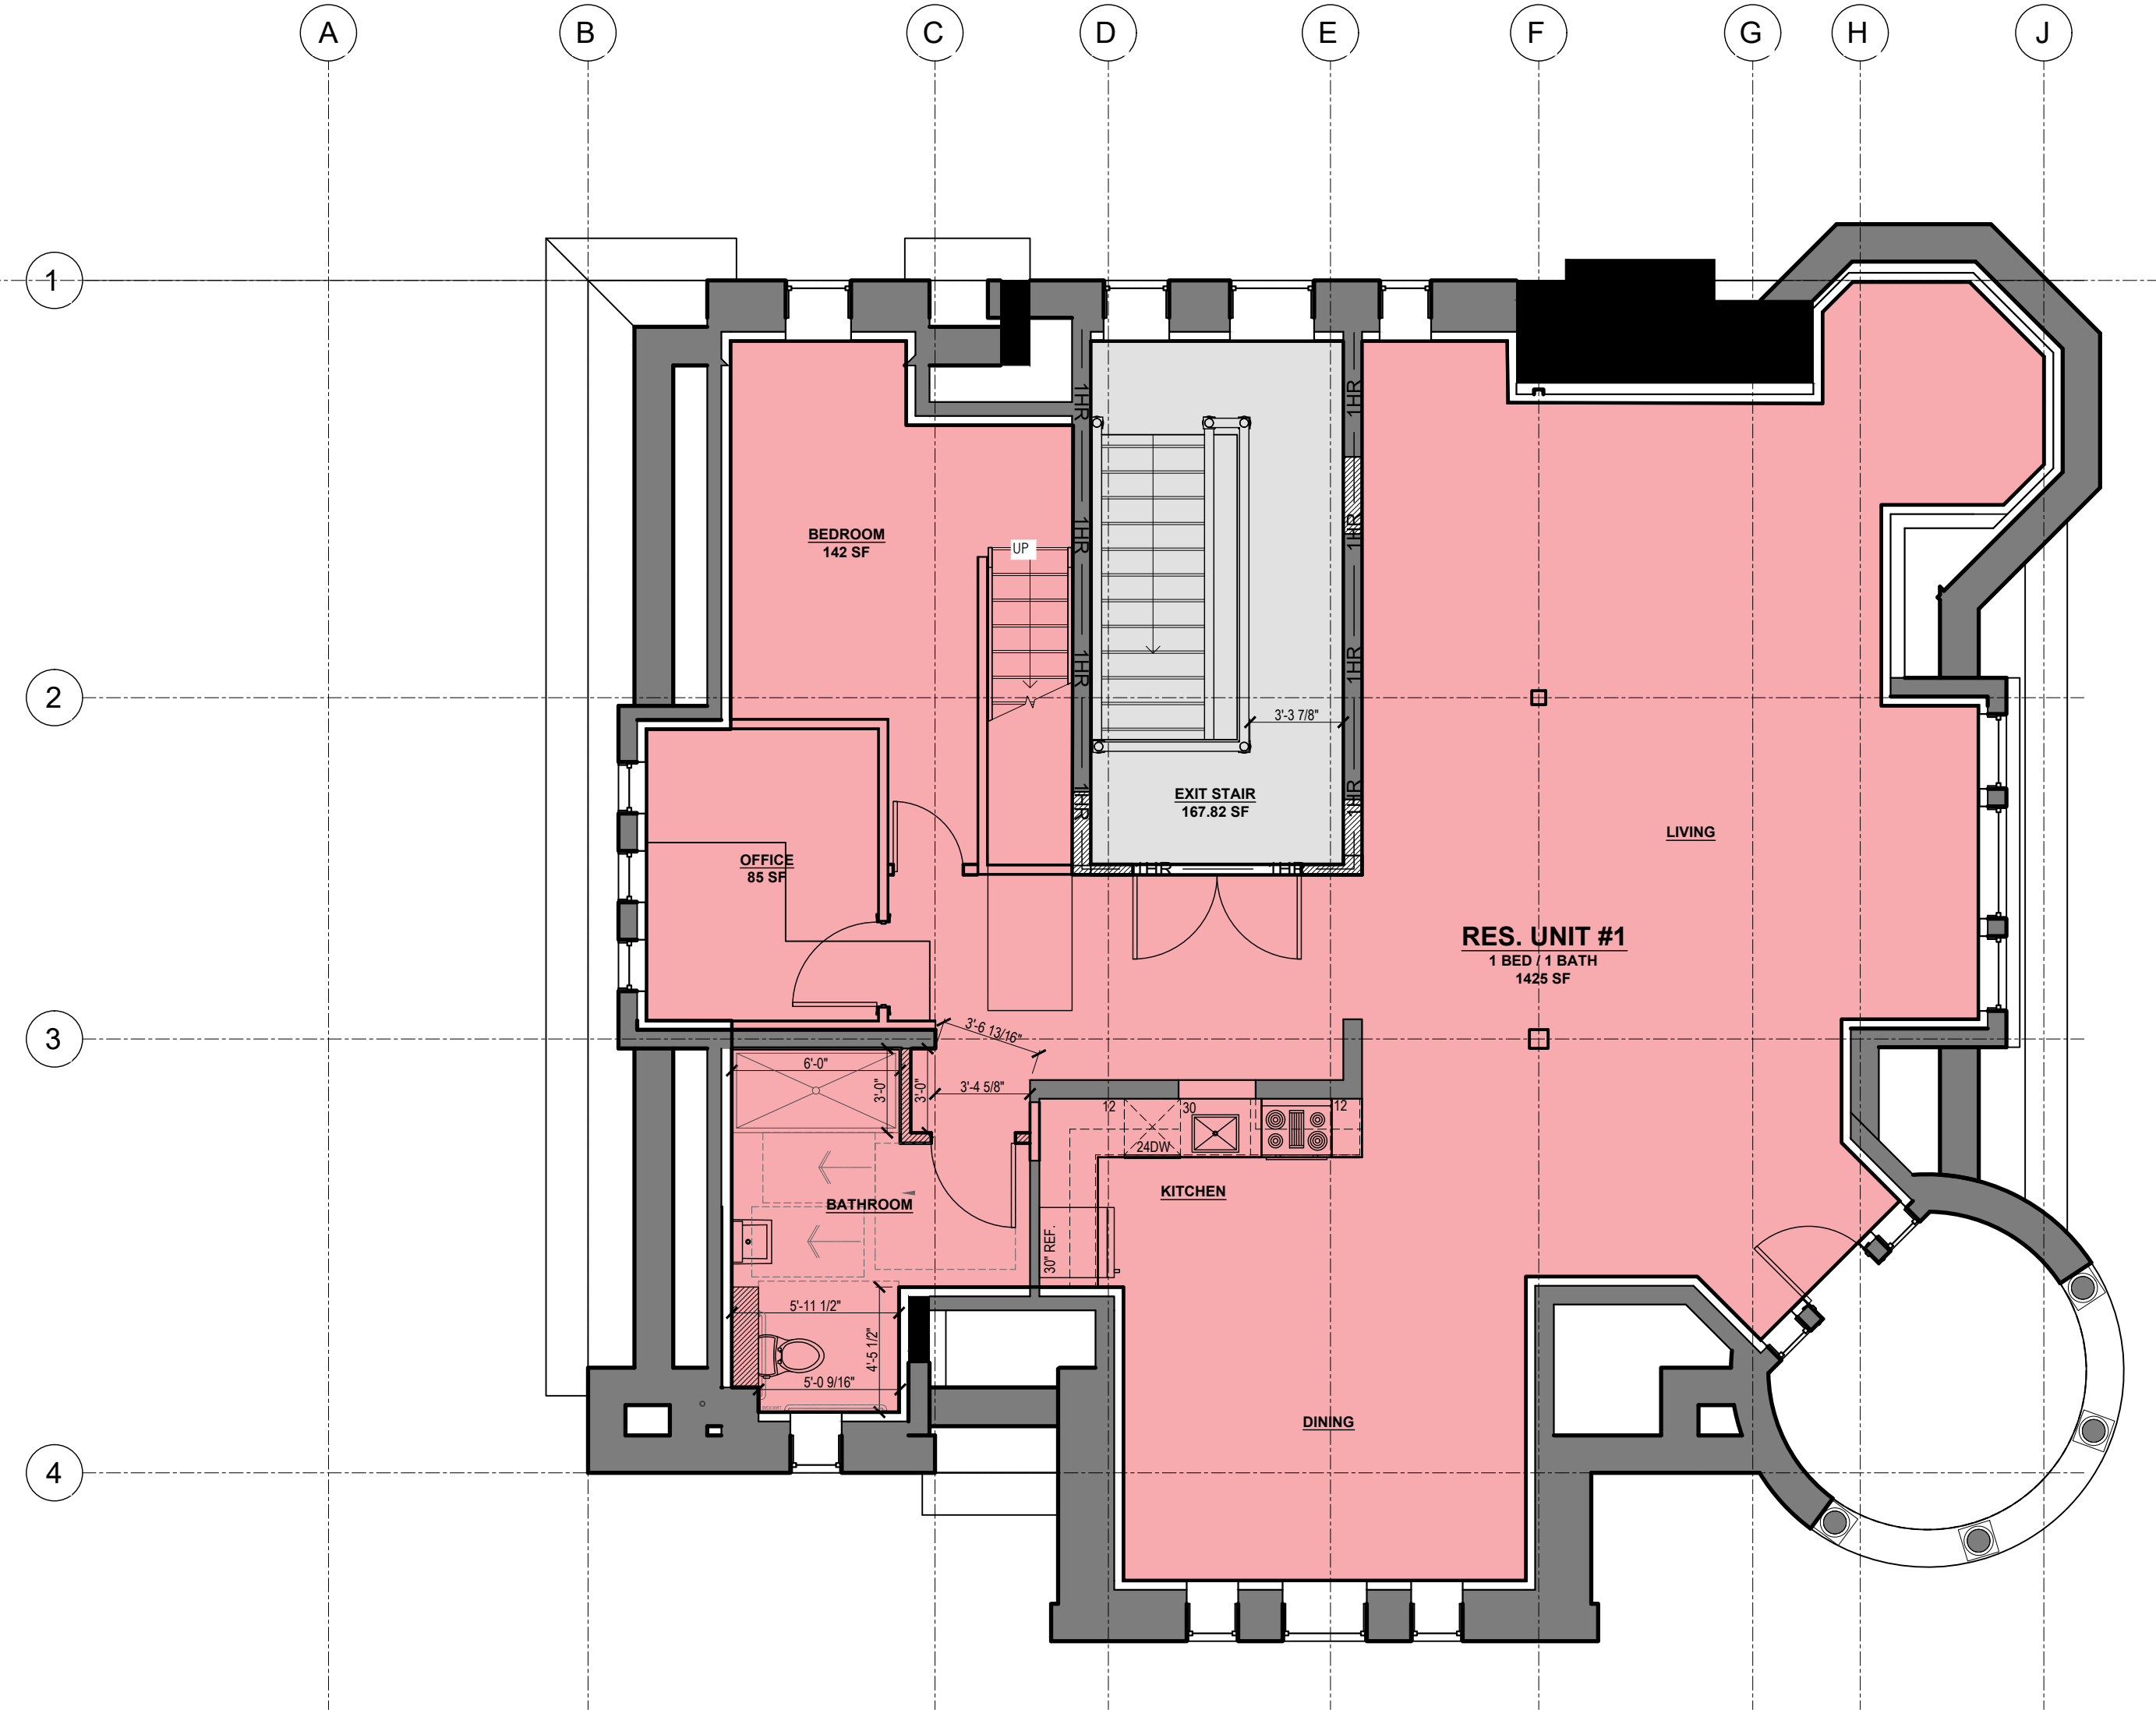 A
B
C
D
E
F
G
H
J
1
1HR
1HR
BEDROOM
142 SF
UP
1HR
1HR
1HR
1HR
2
3'-3 7/8"
1HR
1HR
EXIT STAIR
167.82 SF
LIVING
OFFICE
85 SF
1HR
1HR
RES. UNIT #1
1 BED / 1 BATH
1425 SF
3
3'-6 13/16"
6'-0"
3'-0"
3'-0"
3'-4 5/8"
12
30
12
24DW
KITCHEN
BATHROOM
30" REF.
5'-11 1/2"
4'-5 1/2"
5'-0 9/16"
DINING
4